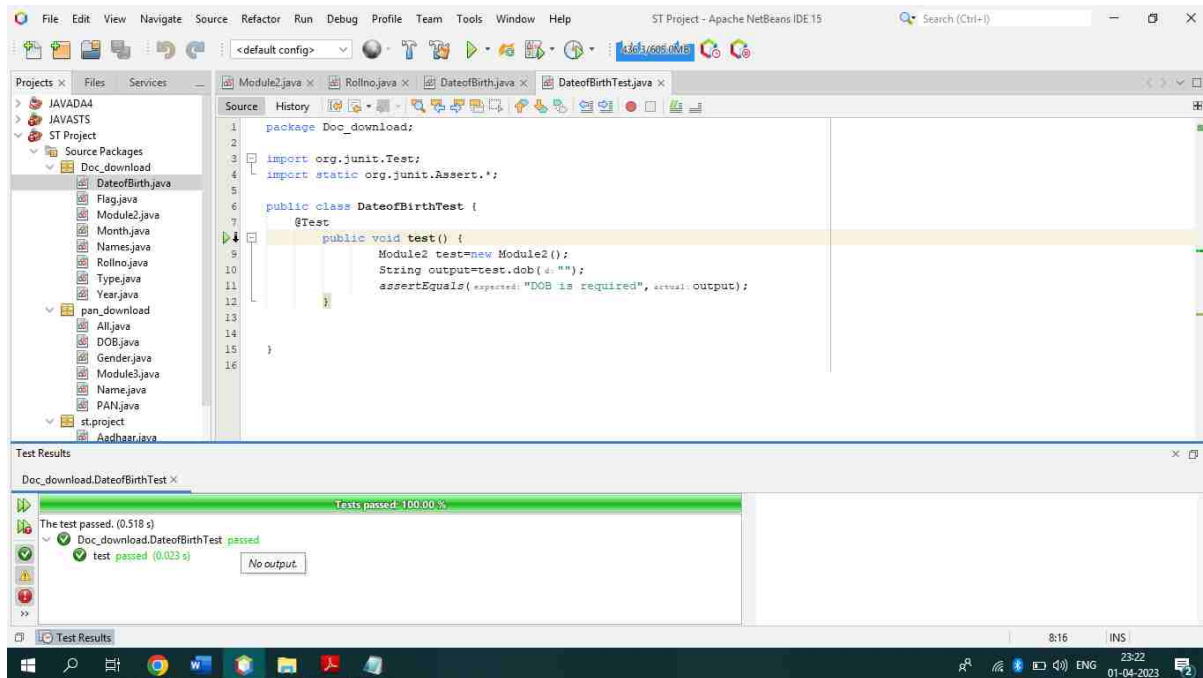 File Edit View Navigate Source Refactor Run Debug Profile Team Tools Window Help ST Project - Apache NetBeans IDE 15 Search (Ctrl+I)
<default config> 436.3/605.0MB
Projects × Files Services
Module2.java × Rollno.java × DateofBirth.java × DateofBirthTest.java ×
Source History
JAVADA4
JAVASTS
ST Project
Source Packages
Doc_download
DateofBirth.java
Flag.java
Module2.java
Month.java
Names.java
Rollno.java
Type.java
Year.java
pan_download
All.java
DOB.java
Gender.java
Module3.java
Name.java
PAN.java
st.project
Aadhaar.java
1 package Doc_download;
2
3 import org.junit.Test;
4 import static org.junit.Assert.*;
5
6 public class DateofBirthTest {
7 @Test
public void test() {
9 Module2 test=new Module2();
10 String output=test.dob( d: "");
11 assertEquals( expected: "DOB is required", actual: output);
12 }
13
14
15 }
16
Test Results
Doc_download.DateofBirthTest ×
Tests passed: 100.00 %
The test passed. (0.518 s)
Doc_download.DateofBirthTest passed
test passed (0.023 s)
No output.
Test Results
8:16 INS
ENG
23:22
01-04-2023
2